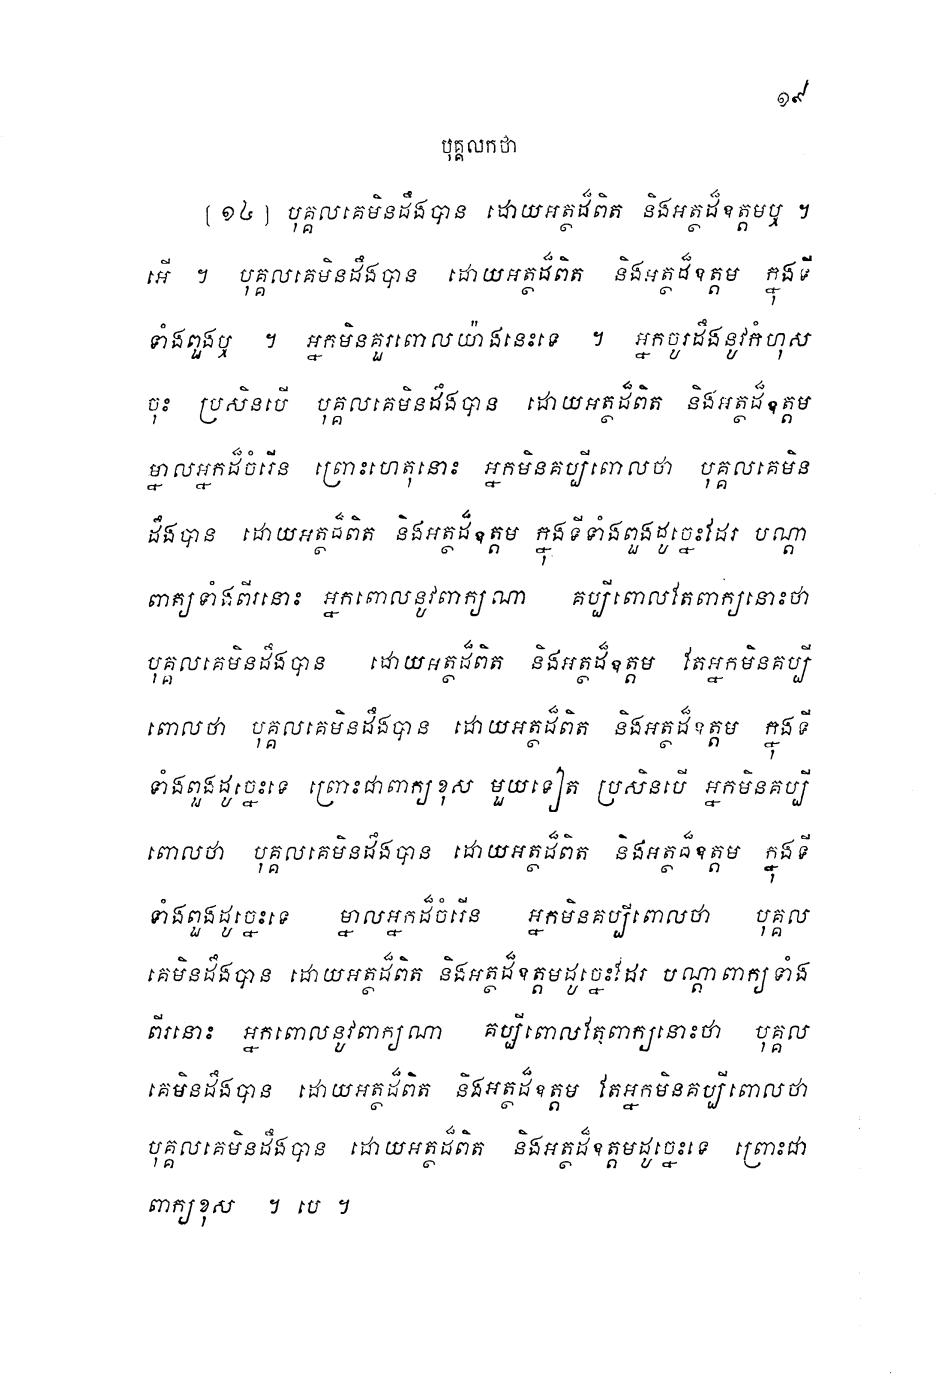 ១៩
បុគ្គលកថា
(១៤) បុគ្គលគេមិនដឹងបាន ដោយអត្ថដ៏ពិត និងអត្ថដ៏ឧត្តមឬ ។
អើ ។ បុគ្គលគេមិនដឹងបាន ដោយអត្ថដ៏ពិត និងអត្ថដ៏ឧត្តម ក្នុងទី
ទាំងពួងឬ ។ អ្នកមិនគួរពោលយ៉ាងនេះទេ ។ អ្នកចូរដឹងនូវកំហុស
ចុះ ប្រសិនបើ បុគ្គលគេមិនដឹងបាន ដោយអត្ថដ៏ពិត និងអត្ថដ៏ឧត្តម
ម្នាលអ្នកដ៏ចំរើន ព្រោះហេតុនោះ អ្នកមិនគប្បីពោលថា បុគ្គលគេមិន
ដឹងបាន ដោយអត្ថដ៏ពិត និងអត្ថដ៏ឧត្តម ក្នុងទីទាំងពួងដូច្នេះដែរ បណ្តា
ពាក្យទាំងពីរនោះ អ្នកពោលនូវពាក្យណា គប្បីពោលតែពាក្យនោះថា
បុគ្គលគេមិនដឹងបាន ដោយអត្ថដ៏ពិត និងអត្ថដ៏ឧត្តម តែអ្នកមិនគប្បី
ពោលថា បុគ្គលគេមិនដឹងបាន ដោយអត្ថដ៏ពិត និងអត្ថដ៏ឧត្តម ក្នុងទី
ទាំងពួងដូច្នេះទេ ព្រោះជាពាក្យខុស មួយទៀត ប្រសិនបើ អ្នកមិនគប្បី
ពោលថា បុគ្គលគេមិនដឹងបាន ដោយអត្ថដ៏ពិត និងអត្ថដ៏ឧត្តម ក្នុងទី
ទាំងពួងដូច្នេះទេ ម្នាលអ្នកដ៏ចំរើន អ្នកមិនគប្បីពោលថា បុគ្គល
គេមិនដឹងបាន ដោយអត្ថដ៏ពិត និងអត្ថដ៏ឧត្តមដូច្នេះដែរ បណ្តាពាក្យទាំង
ពីរនោះ អ្នកពោលនូវពាក្យណា គប្បីពោលតែពាក្យនោះថា បុគ្គល
គេមិនដឹងបាន ដោយអត្ថដ៏ពិត និងអត្ថដ៏ឧត្តម តែអ្នកមិនគប្បីពោលថា
បុគ្គលគេមិនដឹងបាន ដោយអត្ថដ៏ពិត និងអត្ថដ៏ឧត្តមដូច្នេះទេ ព្រោះជា
ពាក្យខុស ។ បេ ។